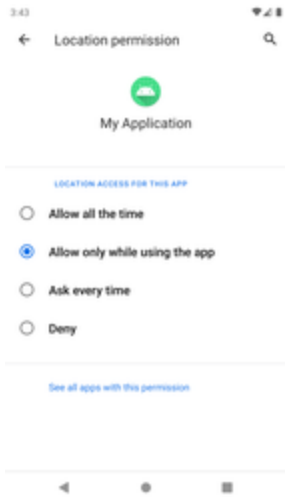 3:43
Location permission
My Application
LOCATION ACCESS FOR THIS APP
Allow all the time
Allow only while using the app
Ask every time
Deny
See all apps with this permission